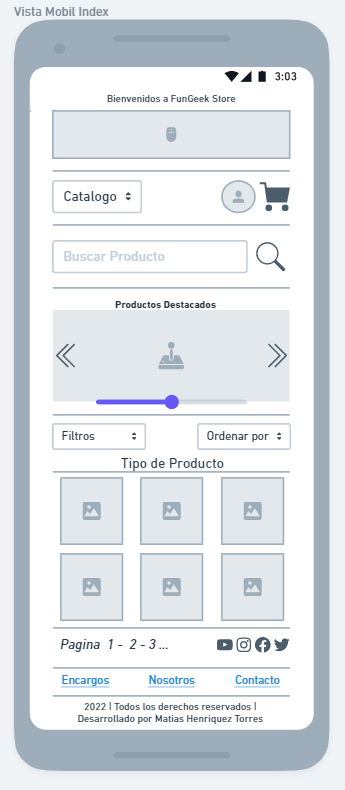 Vista Mobil Index
3:03
Bienvenidos a FunGeek Store
Catalogo
Buscar Producto
Productos Destacados
Filtros
Ordenar por
Tipo de Producto
Pagina 1 - 2 - 3 ...
Encargos
Nosotros
Contacto
2022 | Todos los derechos reservados |
Desarrollado por Matias Henriquez Torres